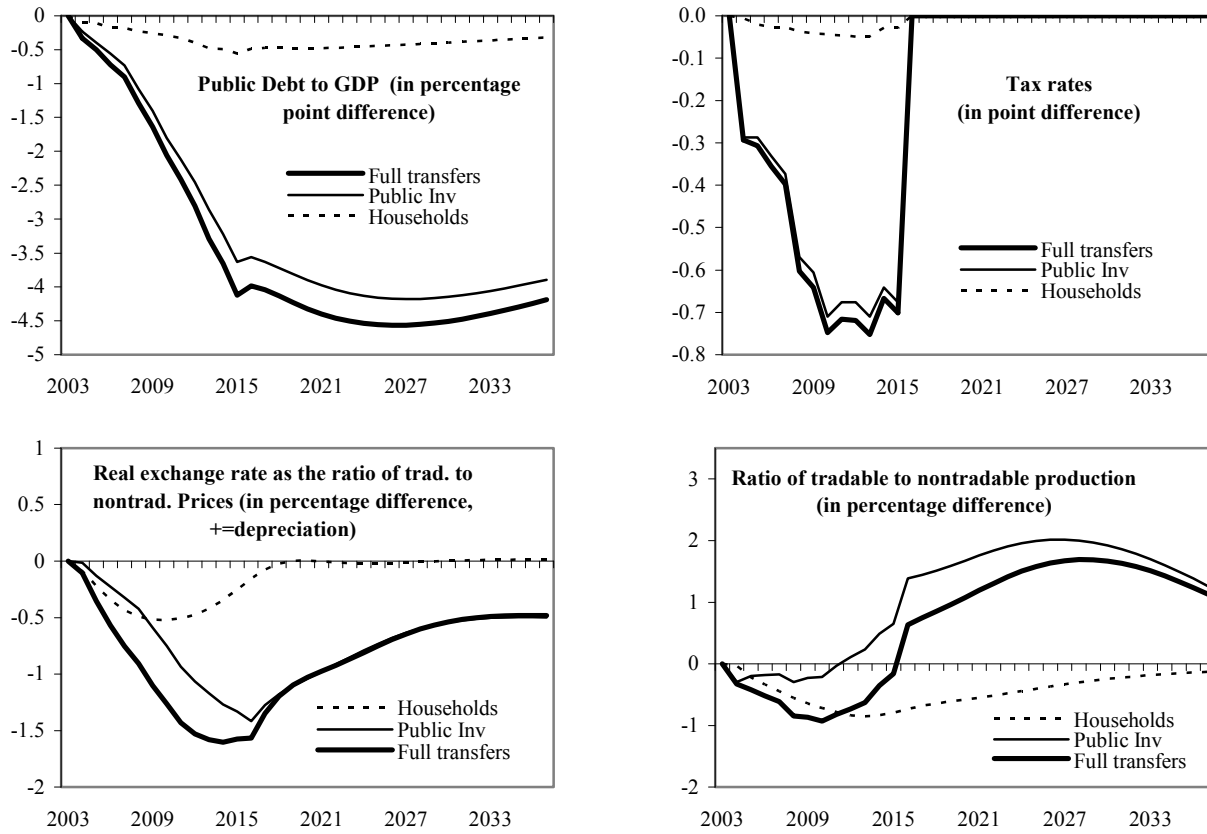 0
-0.5
-1
-1.5
-2
-2.5
-3
-3.5
-4
-4.5
-5
Public Debt to GDP (in percentage
point difference)
Full transfers
Public Inv
Households
2003 2009 2015 2021 2027 2033
0.0
-0.1
-0.2
-0.3
-0.4
-0.5
-0.6
-0.7
-0.8
Tax rates
(in point difference)
Full transfers
Public Inv
Households
2003 2009 2015 2021 2027 2033
1
0.5
0
-0.5
-1
-1.5
-2
Real exchange rate as the ratio of trad. to
nontrad. Prices (in percentage difference,
+=depreciation)
Households
Public Inv
Full transfers
2003 2009 2015 2021 2027 2033
3
2
1
0
-1
-2
Ratio of tradable to nontradable production
(in percentage difference)
Households
Public Inv
Full transfers
2003 2009 2015 2021 2027 2033